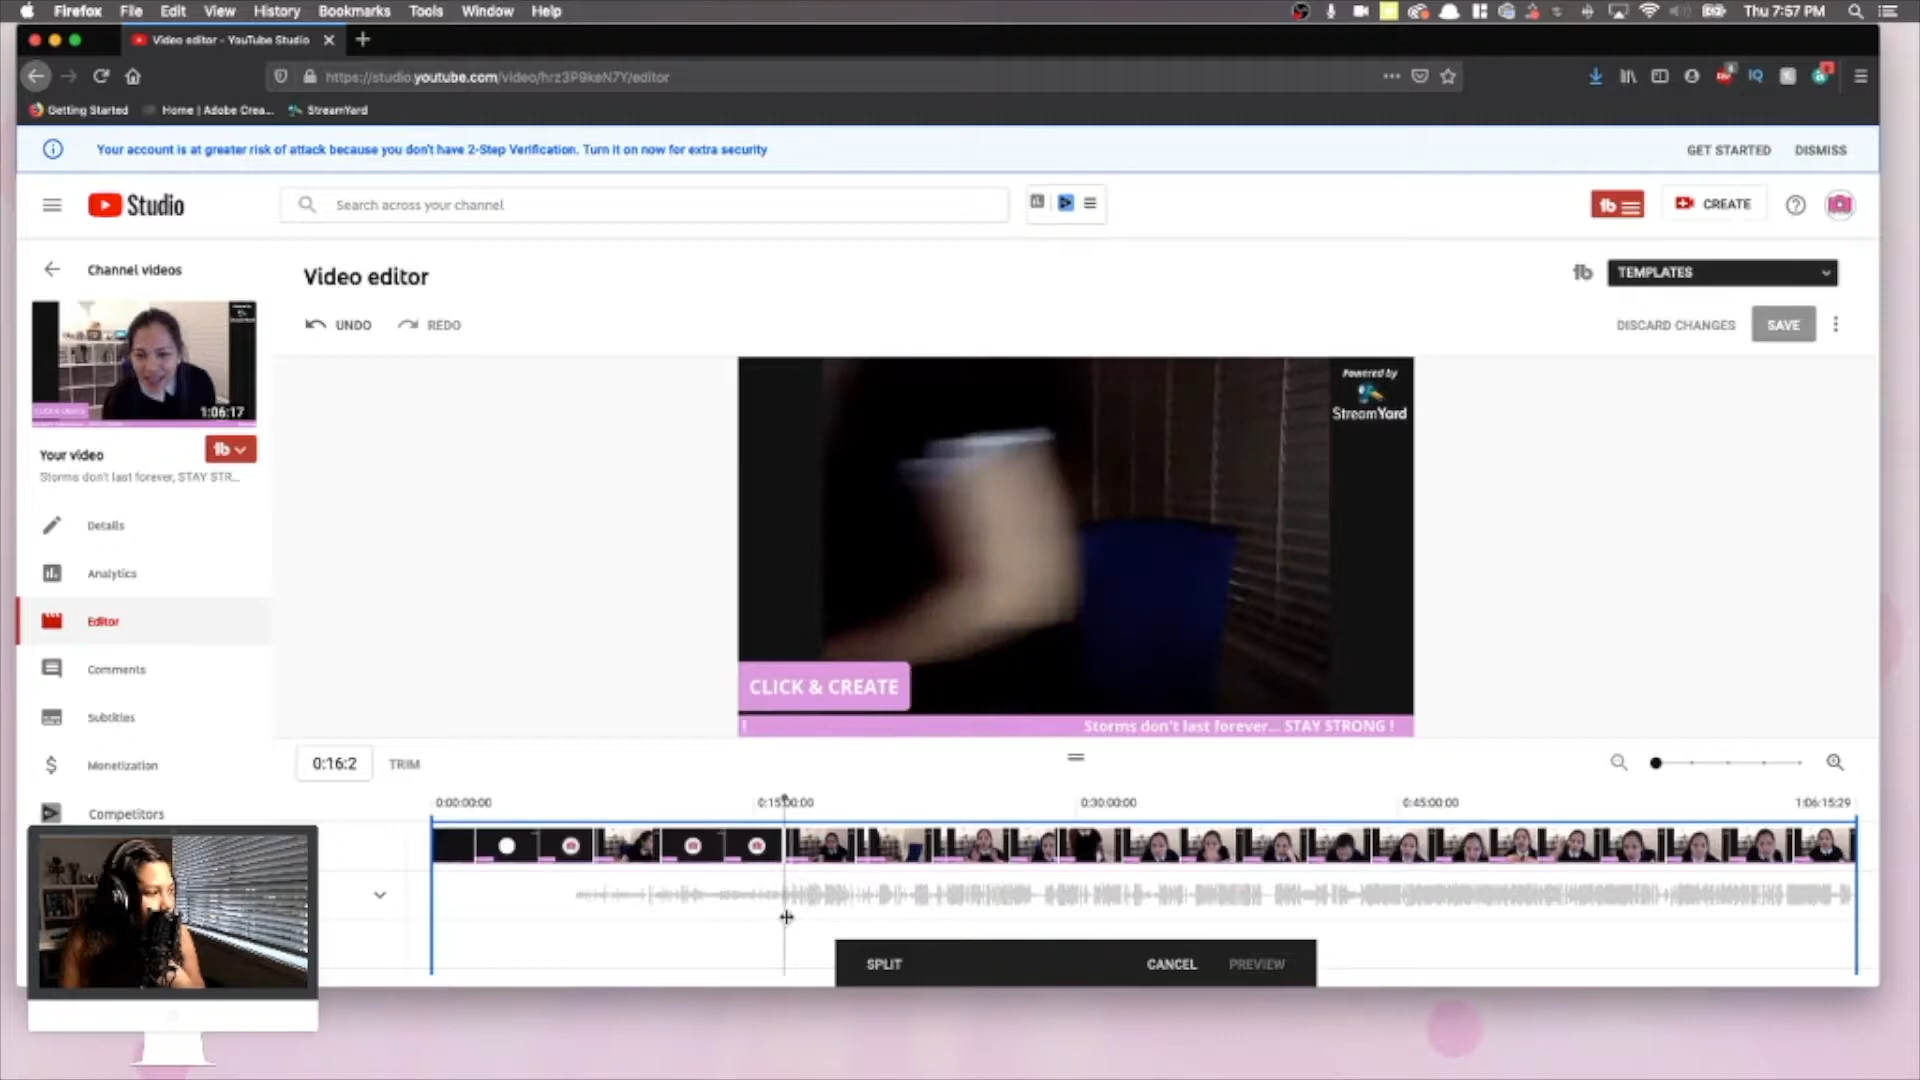 Firefox File Edit View History Bookmarks Tools Window Help Thu 7:57 PM
Video editor - YouTube Studio
https://studio.youtube.com/video/hrz3P9keN7Y/editor
Getting Started Home | Adobe Crea... StreamYard
Your account is at greater risk of attack because you don't have 2-Step Verification. Turn it on now for extra security GET STARTED DISMISS
Studio Search across your channel CREATE
Channel videos
Video editor TEMPLATES
UNDO REDO DISCARD CHANGES SAVE
Powered by
StreamYard
1:06:17
Your video
Storms don't last forever, STAY STR...
Details
Analytics
Editor
Comments
Subtitles
Monetization
Competitors
CLICK & CREATE
! Storms don't last forever... STAY STRONG !
0:16:2 TRIM
0:00:00:00 0:15:00:00 0:30:00:00 0:45:00:00 1:06:15:29
SPLIT CANCEL PREVIEW